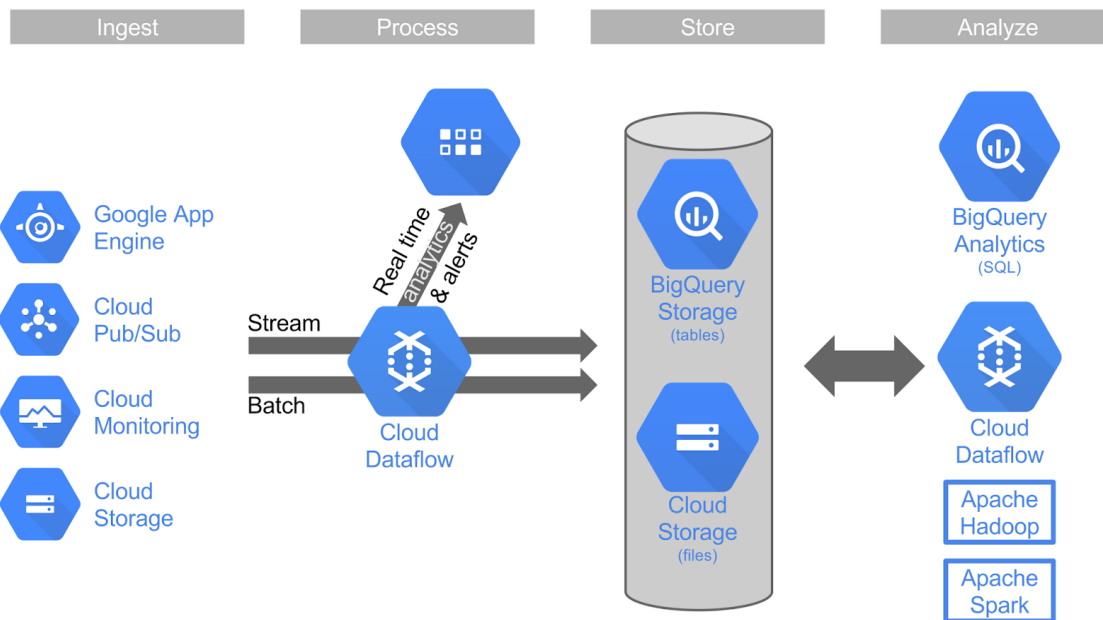 Ingest
Process
Store
Analyze
Google App
Engine
Cloud
Pub/Sub
Cloud
Monitoring
Cloud
Storage
Real time
analytics
& alerts
Stream
Batch
Cloud
Dataflow
BigQuery
Storage
(tables)
Cloud
Storage
(files)
BigQuery
Analytics
(SQL)
Cloud
Dataflow
Apache
Hadoop
Apache
Spark